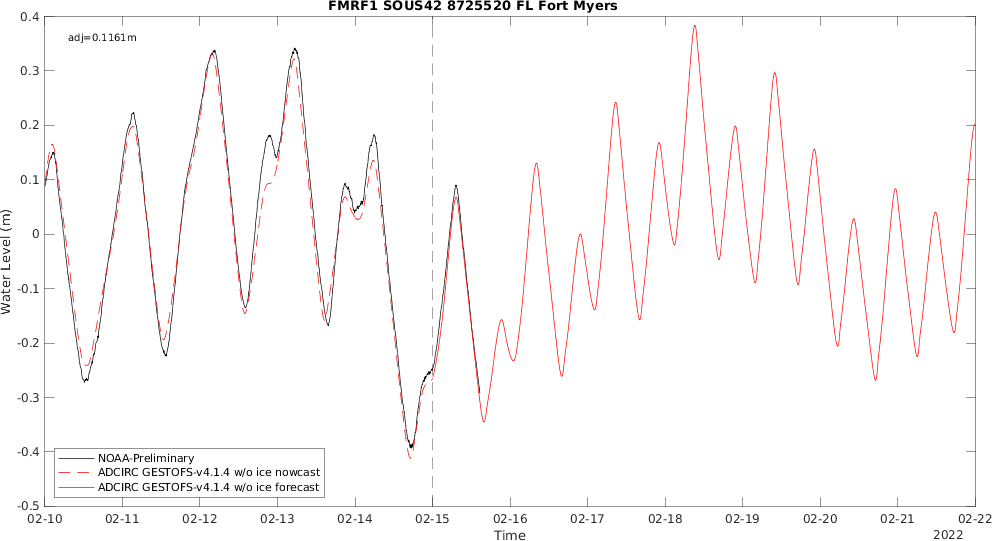 FMRF1 SOUS42 8725520 FL Fort Myers
adj=0.1161m
0.4
0.3
0.2
0.1
0
-0.1
-0.2
-0.3
-0.4
-0.5
Water Level (m)
NOAA-Preliminary
ADCIRC GESTOFS-v4.1.4 w/o ice nowcast
ADCIRC GESTOFS-v4.1.4 w/o ice forecast
02-10 02-11 02-12 02-13 02-14 02-15 02-16 02-17 02-18 02-19 02-20 02-21 02-22
Time
2022